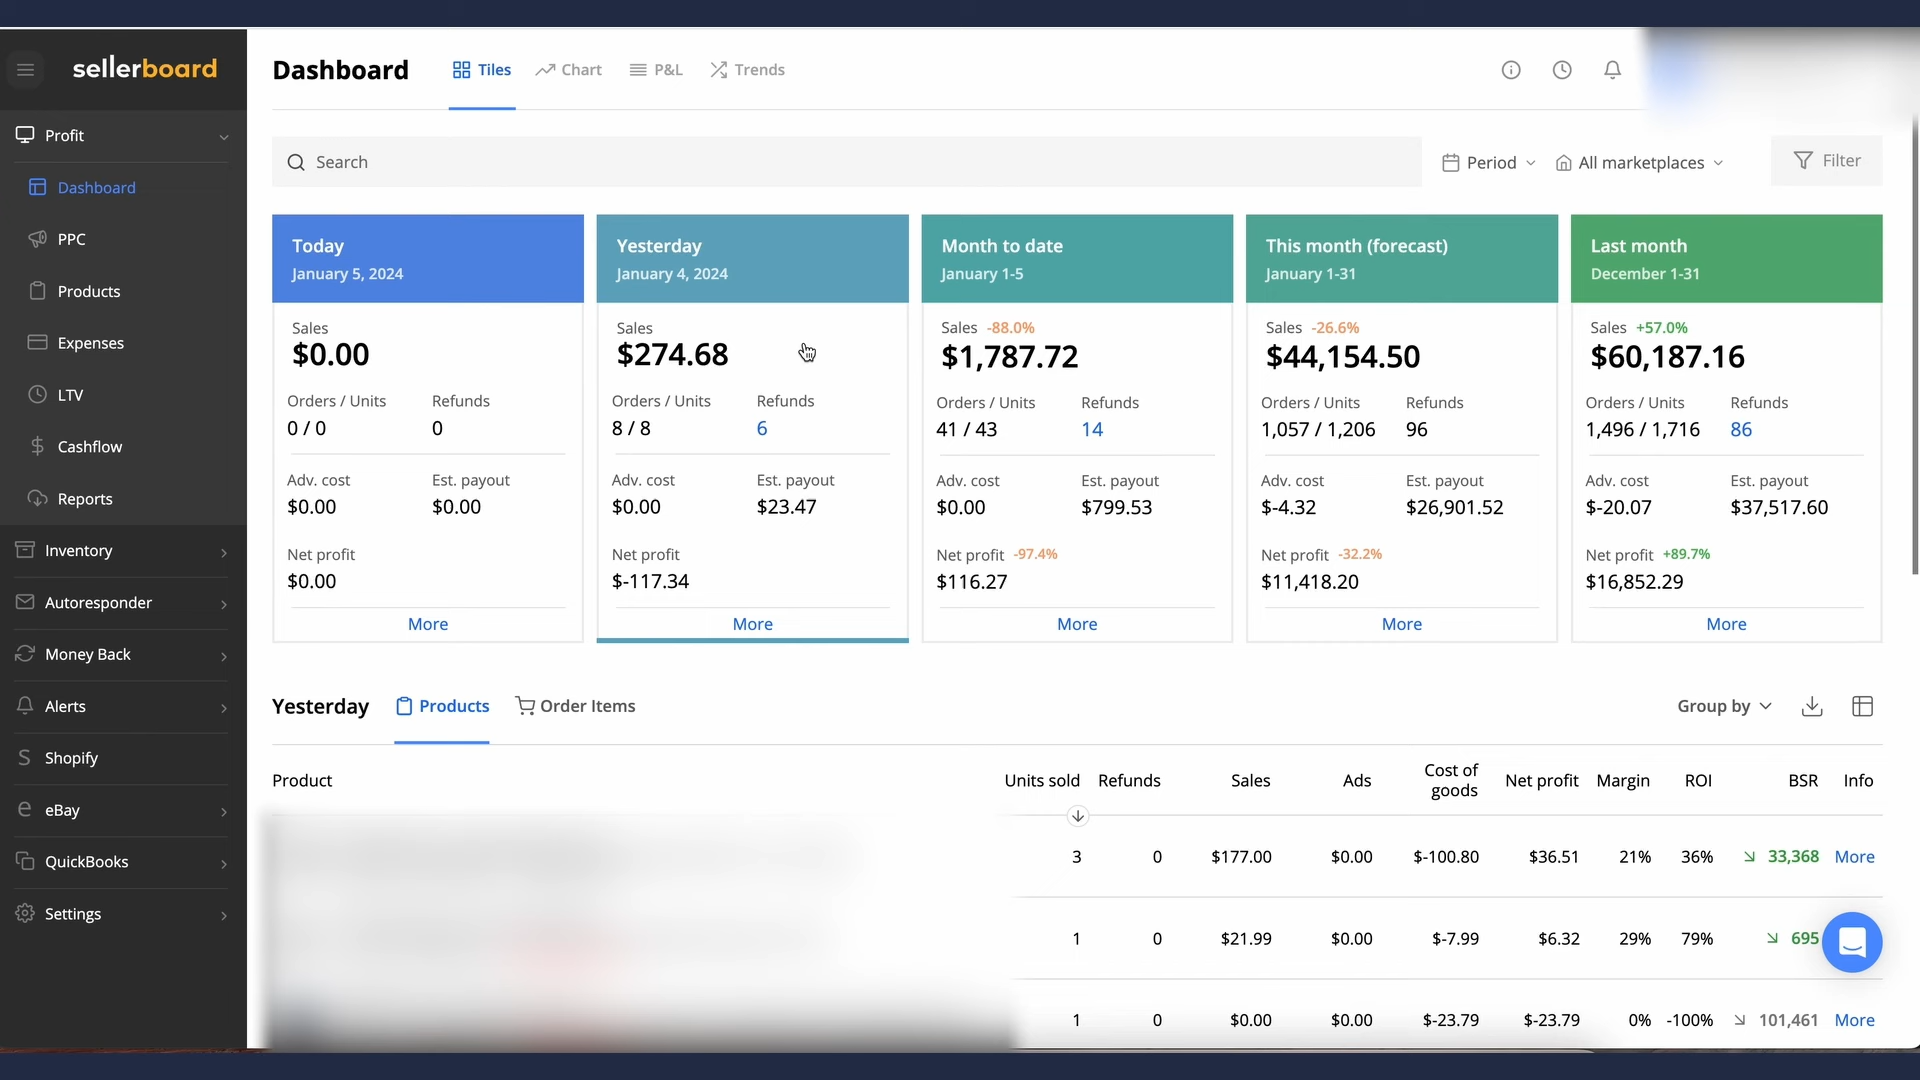 sellerboard
Dashboard
Tiles
Chart
P&L
Trends
Profit
Dashboard
PPC
Products
Expenses
LTV
Cashflow
Reports
Inventory
Autoresponder
Money Back
Alerts
Shopify
eBay
QuickBooks
Settings
Search
Period
All marketplaces
Filter
Today
January 5, 2024
Sales
$0.00
Orders / Units Refunds
0 / 0 0
Adv. cost Est. payout
$0.00 $0.00
Net profit
$0.00
More
Yesterday
January 4, 2024
Sales
$274.68
Orders / Units Refunds
8 / 8 6
Adv. cost Est. payout
$0.00 $23.47
Net profit
$-117.34
More
Month to date
January 1-5
Sales -88.0%
$1,787.72
Orders / Units Refunds
41 / 43 14
Adv. cost Est. payout
$0.00 $799.53
Net profit -97.4%
$116.27
More
This month (forecast)
January 1-31
Sales -26.6%
$44,154.50
Orders / Units Refunds
1,057 / 1,206 96
Adv. cost Est. payout
$-4.32 $26,901.52
Net profit -32.2%
$11,418.20
More
Last month
December 1-31
Sales +57.0%
$60,187.16
Orders / Units Refunds
1,496 / 1,716 86
Adv. cost Est. payout
$-20.07 $37,517.60
Net profit +89.7%
$16,852.29
More
Yesterday Products Order Items Group by
Product Units sold Refunds Sales Ads Cost of goods Net profit Margin ROI BSR Info
3 0 $177.00 $0.00 $-100.80 $36.51 21% 36% 33,368 More
1 0 $21.99 $0.00 $-7.99 $6.32 29% 79% 695
1 0 $0.00 $0.00 $-23.79 $-23.79 0% -100% 101,461 More